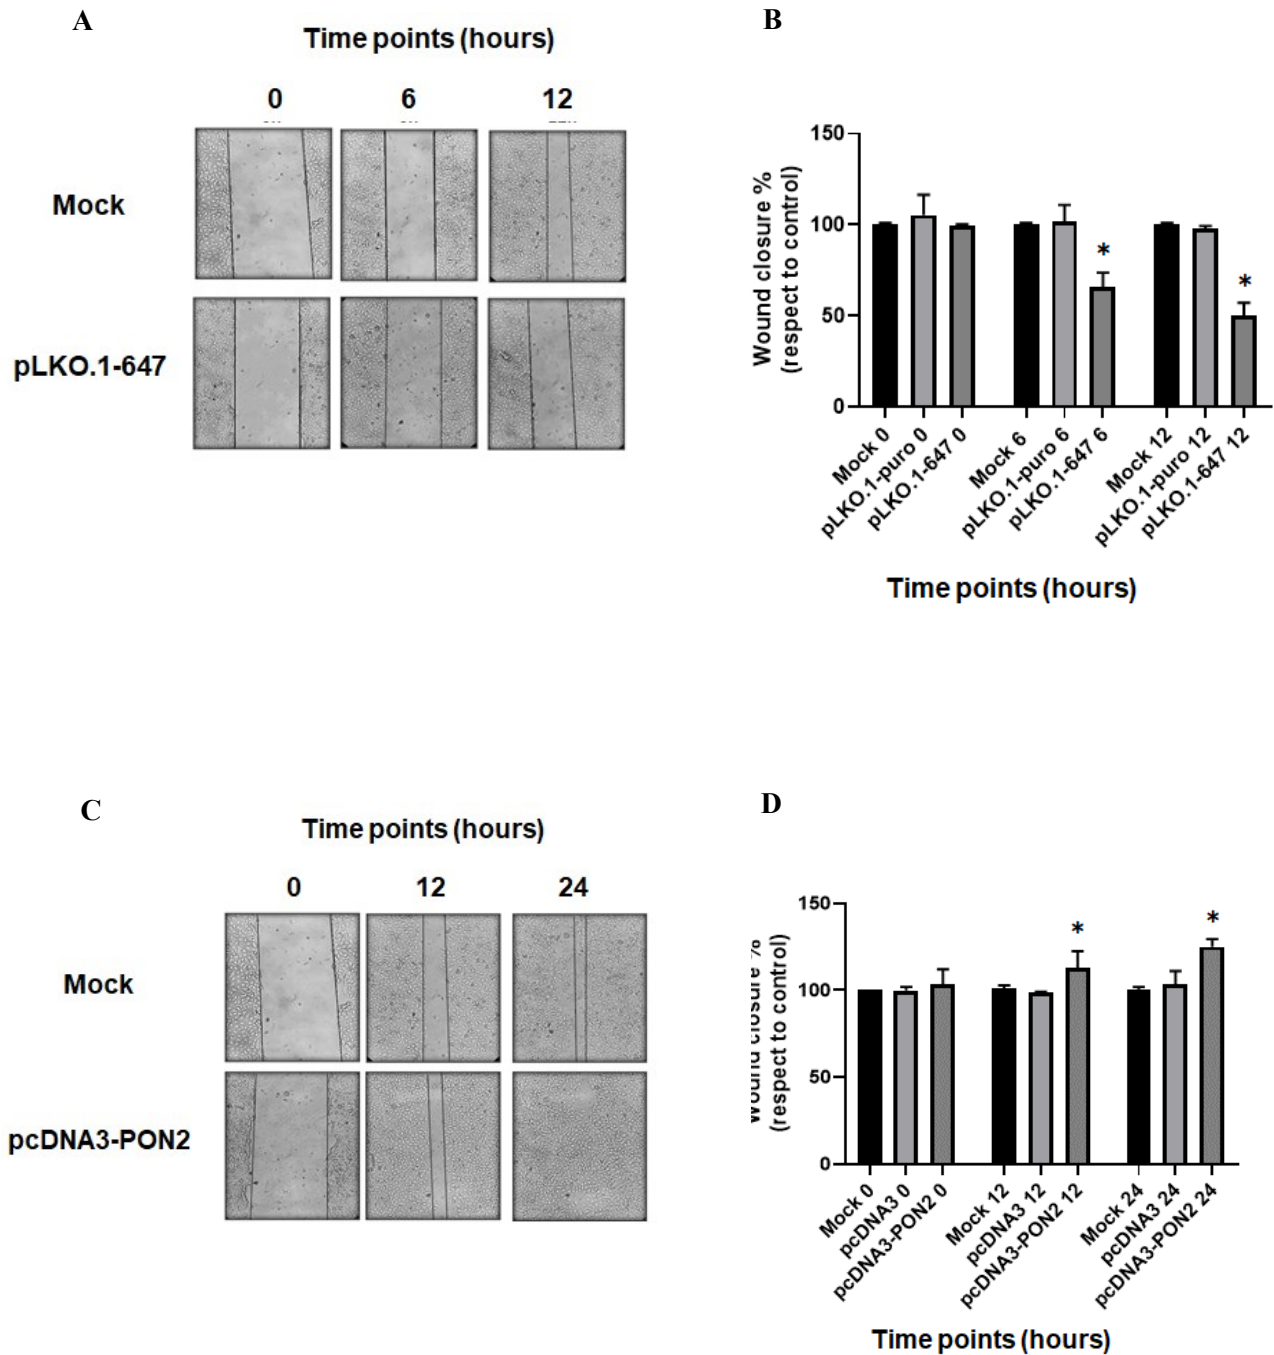 A
Time points (hours)
0 6 12
Mock
pLKO.1-647
B
Wound closure %
(respect to control)
150
100
50
0
*
*
Mock 0
pLKO.1-puro 0
pLKO.1-647 0
Mock 6
pLKO.1-puro 6
pLKO.1-647 6
Mock 12
pLKO.1-puro 12
pLKO.1-647 12
Time points (hours)
C
Time points (hours)
0 12 24
Mock
pcDNA3-PON2
D
Wound closure %
(respect to control)
150
100
50
0
*
*
Mock 0
pcDNA3 0
pcDNA3-PON2 0
Mock 12
pcDNA3 12
pcDNA3-PON2 12
Mock 24
pcDNA3 24
pcDNA3-PON2 24
Time points (hours)